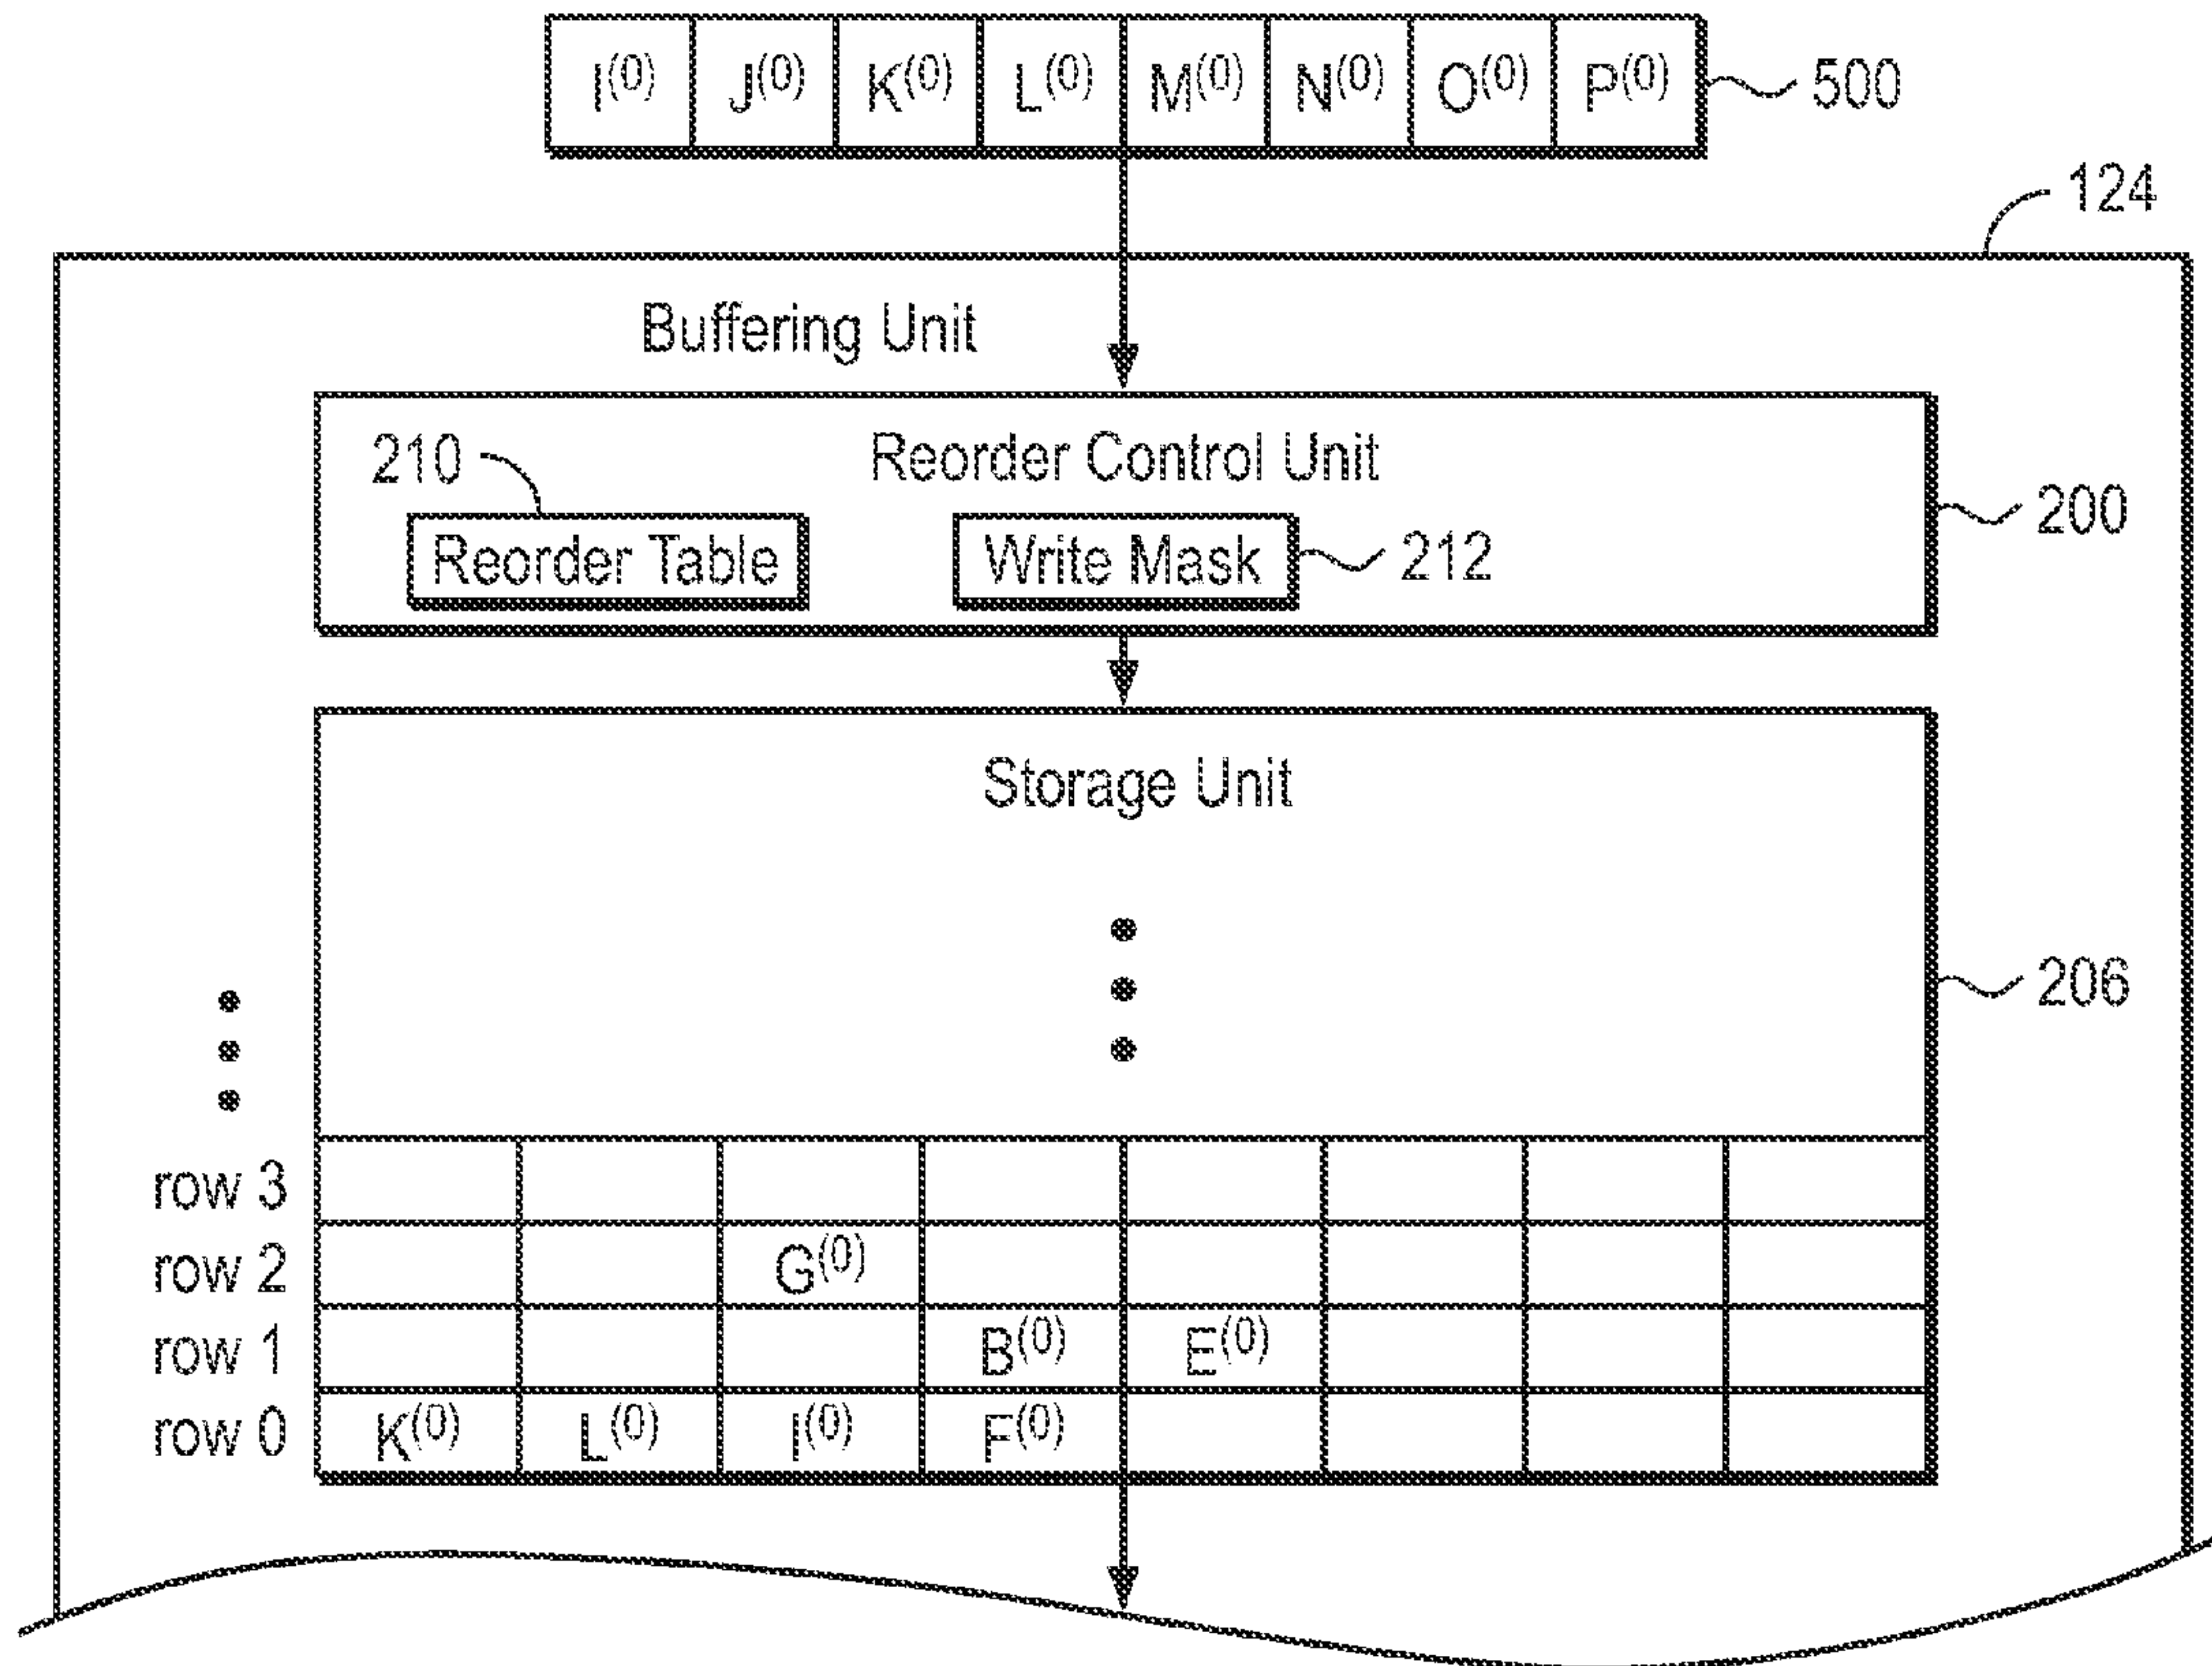 I(0) J(0) K(0) L(0) M(0) N(0) O(0) P(0) 500
124
Buffering Unit
210 Reorder Control Unit
200
Reorder Table Write Mask 212
Storage Unit
206
row 3
row 2 G(0)
row 1 B(0) E(0)
row 0 K(0) L(0) I(0) F(0)